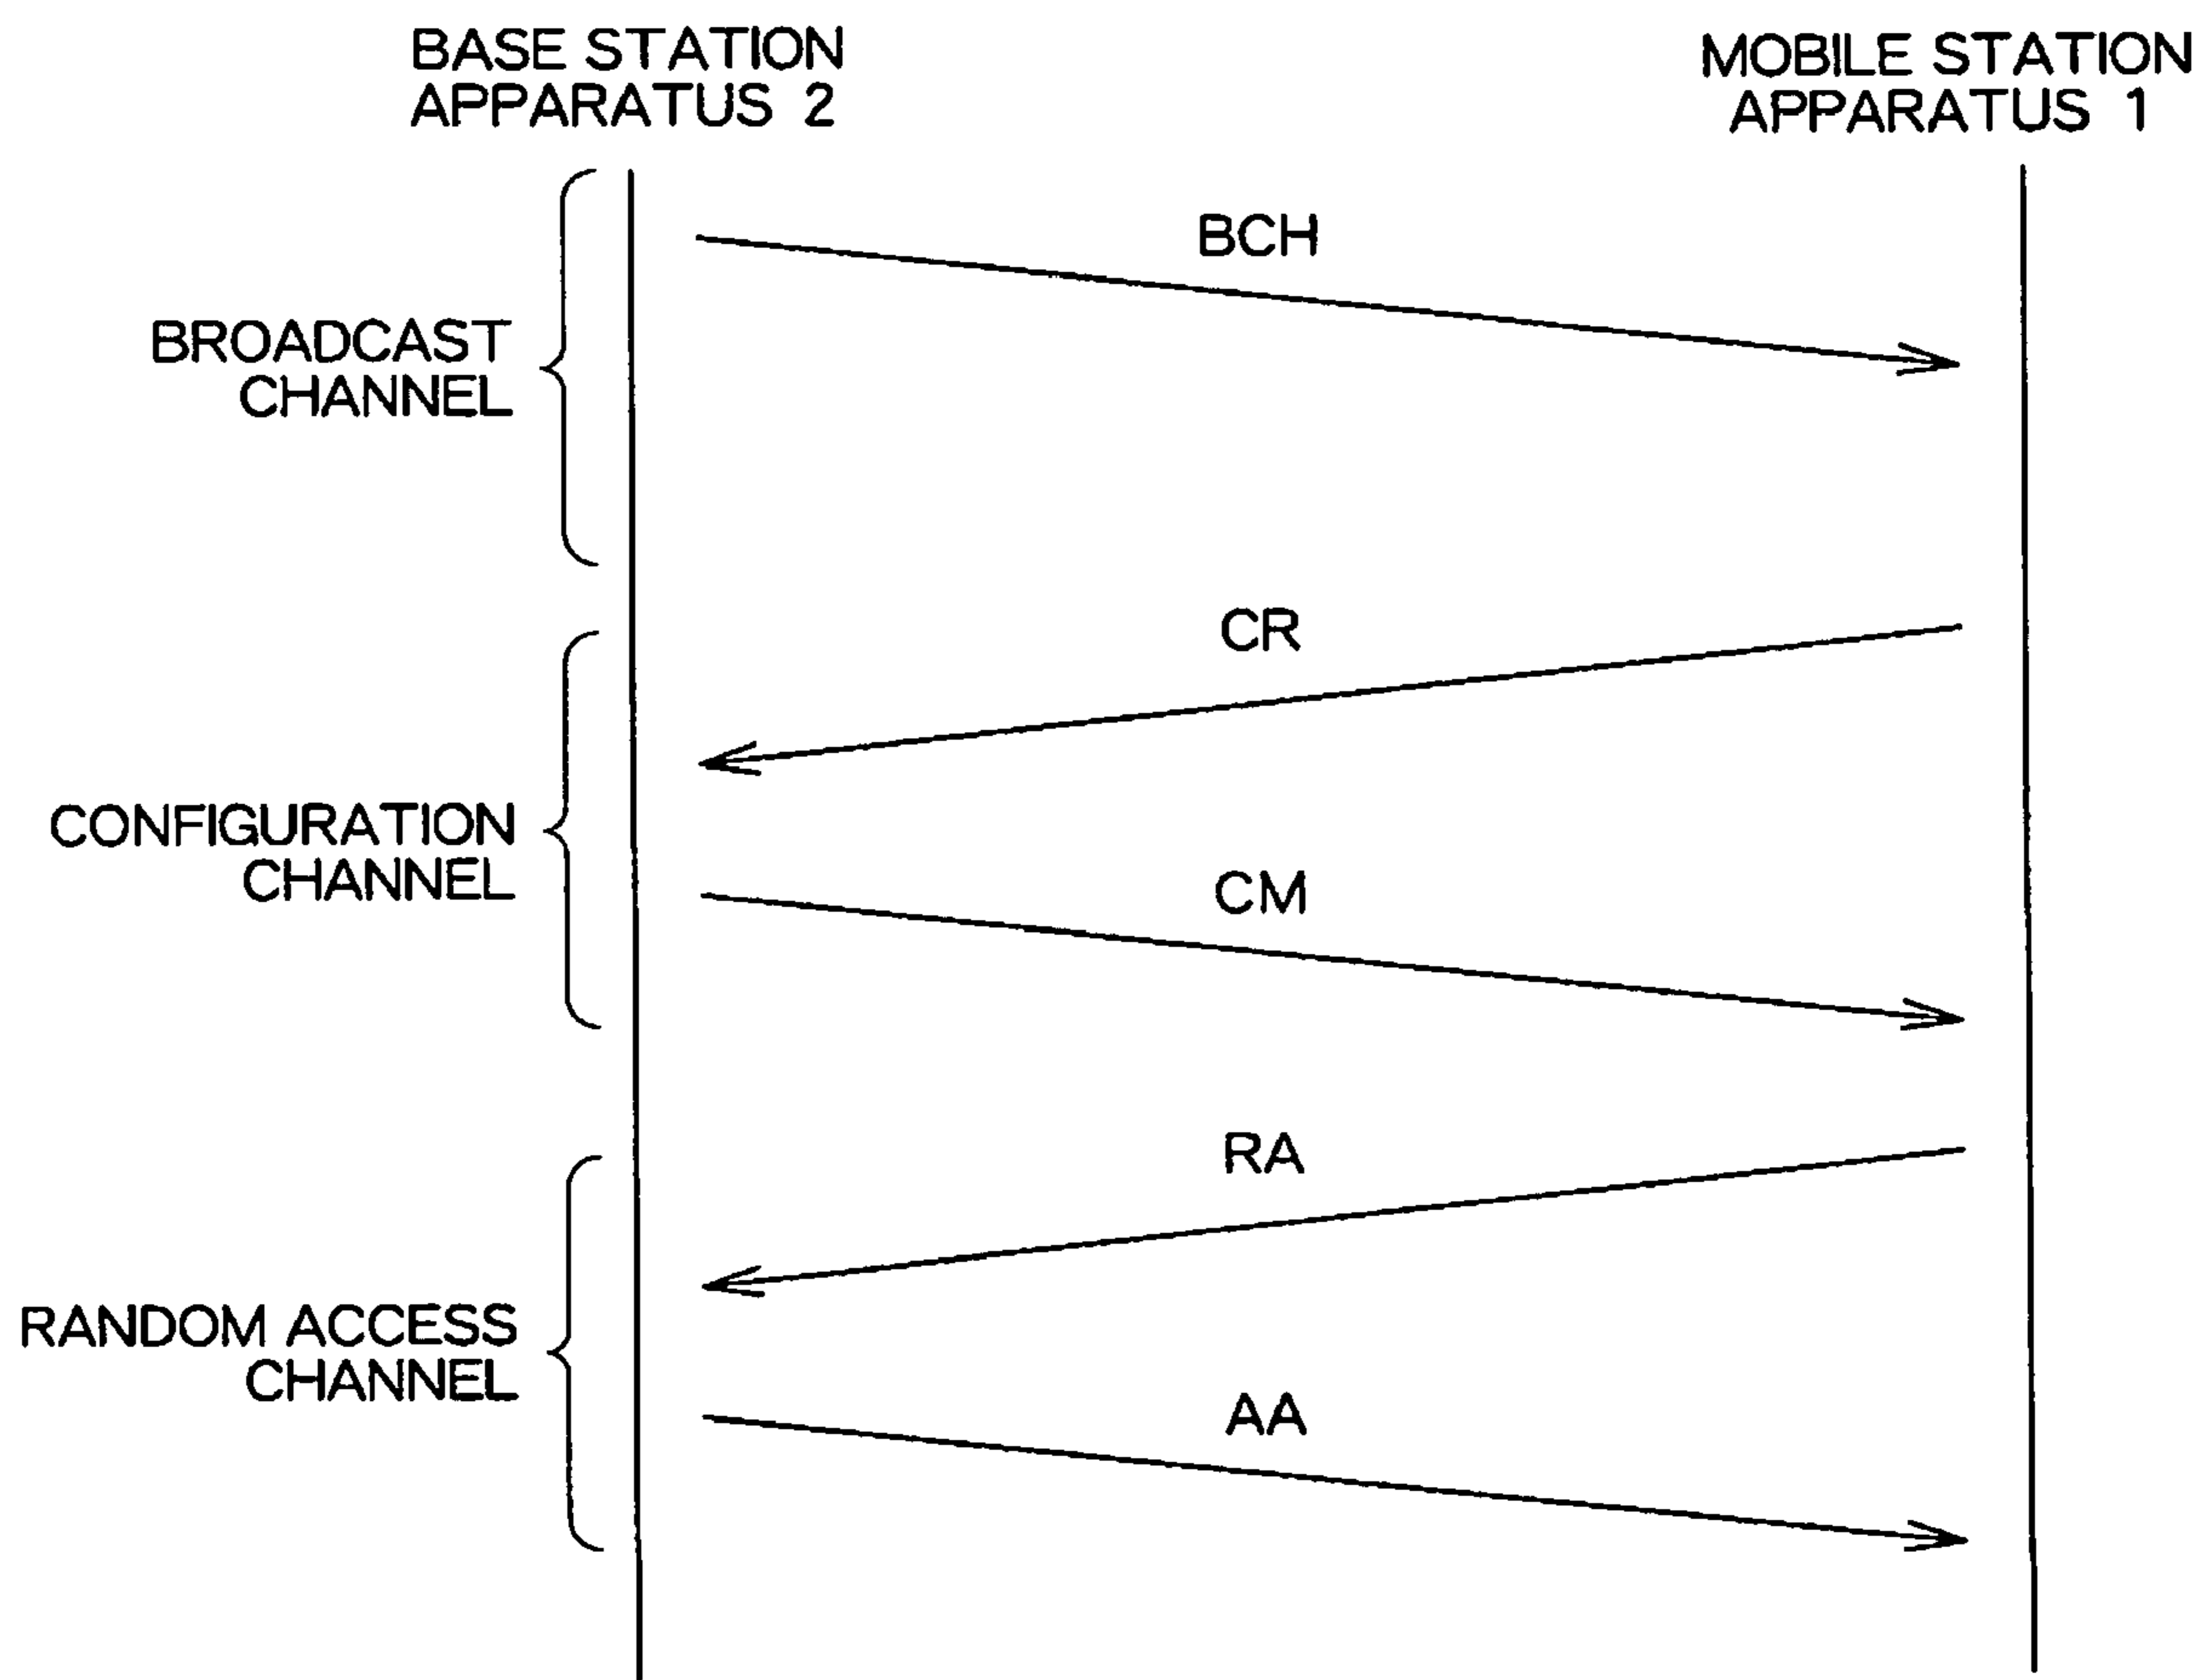 BASE STATION
APPARATUS 2
MOBILE STATION
APPARATUS 1
BCH
BROADCAST
CHANNEL
CR
CONFIGURATION
CHANNEL
CM
RA
RANDOM ACCESS
CHANNEL
AA